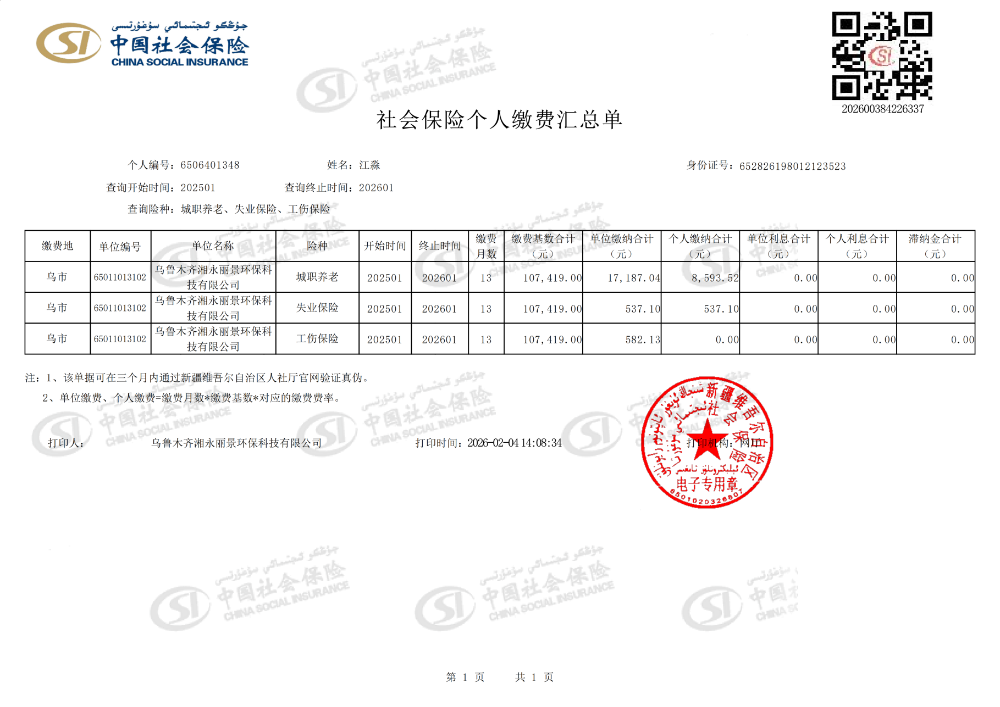 جۇڭگو ئىجتىمائىي سۇغۇرتىسى
中国社会保险
CHINA SOCIAL INSURANCE
202600384226337
社会保险个人缴费汇总单
个人编号：6506401348 姓名：江淼 身份证号：652826198012123523
查询开始时间：202501 查询终止时间：202601
查询险种：城职养老、失业保险、工伤保险
缴费地 单位编号 单位名称 险种 开始时间 终止时间 缴费月数 缴费基数合计（元） 单位缴纳合计（元） 个人缴纳合计（元） 单位利息合计（元） 个人利息合计（元） 滞纳金合计（元）
乌市 65011013102 乌鲁木齐湘永丽景环保科技有限公司 城职养老 202501 202601 13 107,419.00 17,187.04 8,593.52 0.00 0.00 0.00
乌市 65011013102 乌鲁木齐湘永丽景环保科技有限公司 失业保险 202501 202601 13 107,419.00 537.10 537.10 0.00 0.00 0.00
乌市 65011013102 乌鲁木齐湘永丽景环保科技有限公司 工伤保险 202501 202601 13 107,419.00 582.13 0.00 0.00 0.00 0.00
注：1、该单据可在三个月内通过新疆维吾尔自治区人社厅官网验证真伪。
2、单位缴费、个人缴费=缴费月数*缴费基数*对应的缴费费率。
打印人： 乌鲁木齐湘永丽景环保科技有限公司 打印时间：2026-02-04 14:08:34 打印机构：网
新疆维吾尔自治区
社会保险
电子专用章
6501020326807
第 1 页 共 1 页